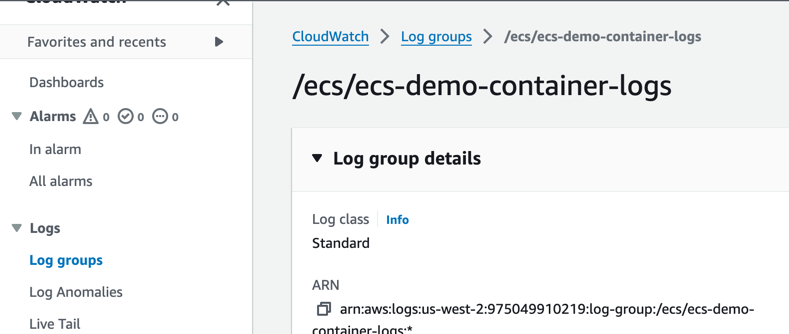 CloudWatch
Favorites and recents
Dashboards
Alarms 0 0 0
In alarm
All alarms
Logs
Log groups
Log Anomalies
Live Tail
CloudWatch > Log groups > /ecs/ecs-demo-container-logs
/ecs/ecs-demo-container-logs
Log group details
Log class Info
Standard
ARN
arn:aws:logs:us-west-2:975049910219:log-group:/ecs/ecs-demo-
container-logs:*